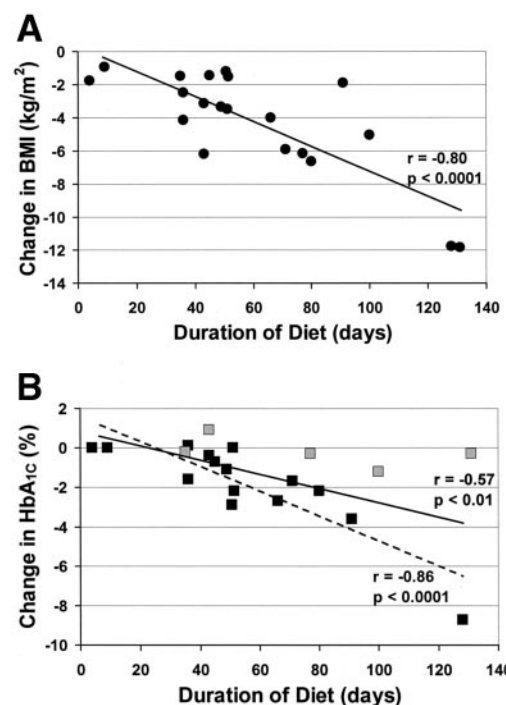 A
0
-2
-4
-6
-8
-10
-12
-14
Change in BMI (kg/m²)
r = -0.80
p < 0.0001
0 20 40 60 80 100 120 140
Duration of Diet (days)
B
2
0
-2
-4
-6
-8
-10
Change in HbA1C (%)
r = -0.57
p < 0.01
r = -0.86
p < 0.0001
0 20 40 60 80 100 120 140
Duration of Diet (days)